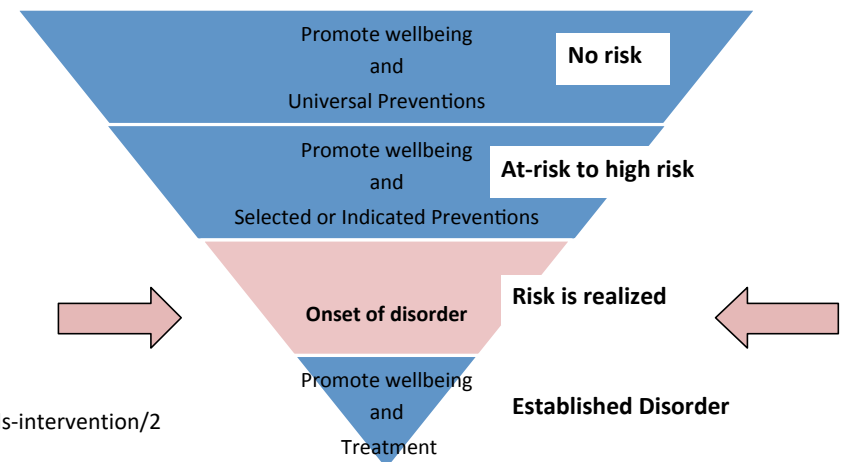 Promote wellbeing
and
Universal Preventions
No risk
Promote wellbeing
and
Selected or Indicated Preventions
At-risk to high risk
Onset of disorder
Risk is realized
Promote wellbeing
and
Treatment
Established Disorder
s-intervention/2